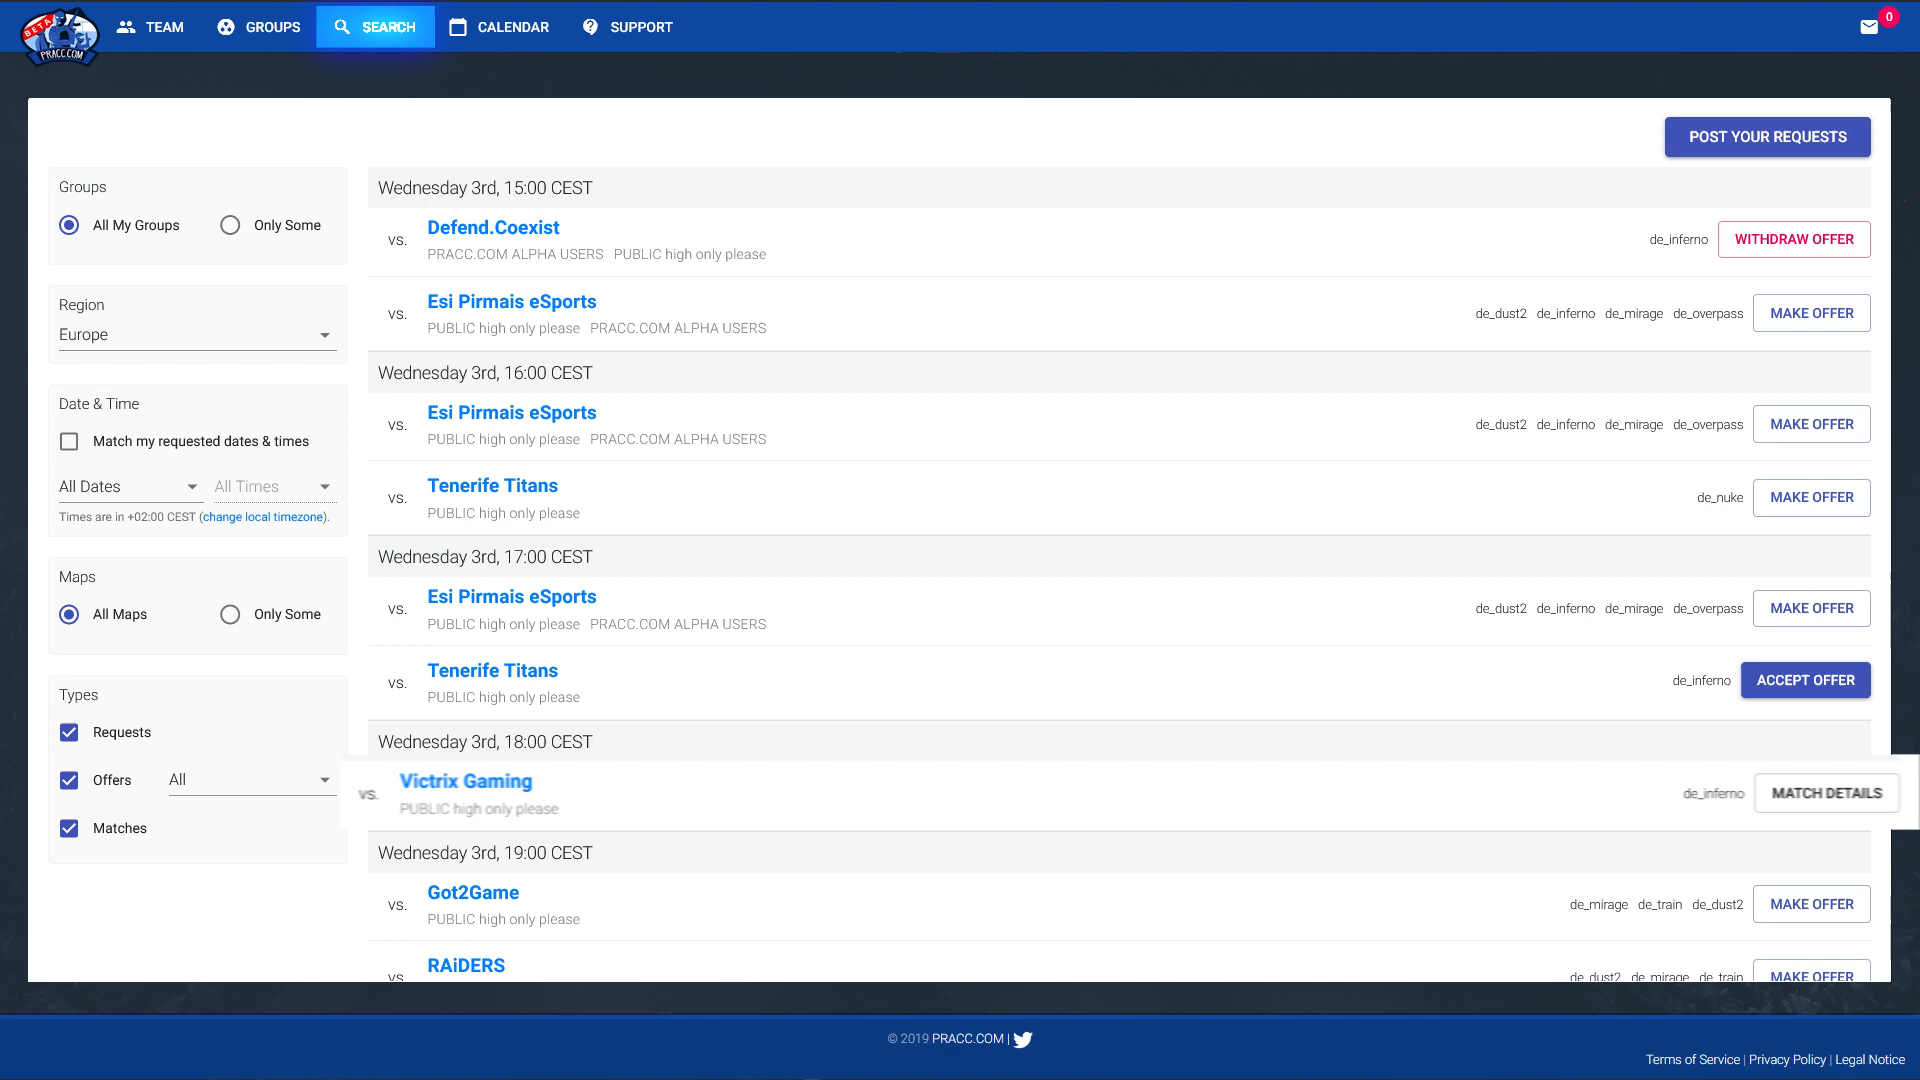 BETA
PRACC.COM
TEAM
GROUPS
SEARCH
CALENDAR
SUPPORT
0
POST YOUR REQUESTS
Groups
All My Groups
Only Some
Region
Europe
Date & Time
Match my requested dates & times
All Dates
All Times
Times are in +02:00 CEST (change local timezone).
Maps
All Maps
Only Some
Types
Requests
Offers
All
Matches
Wednesday 3rd, 15:00 CEST
vs.
Defend.Coexist
PRACC.COM ALPHA USERS PUBLIC high only please
de_inferno
WITHDRAW OFFER
vs.
Esi Pirmais eSports
PUBLIC high only please PRACC.COM ALPHA USERS
de_dust2 de_inferno de_mirage de_overpass
MAKE OFFER
Wednesday 3rd, 16:00 CEST
vs.
Esi Pirmais eSports
PUBLIC high only please PRACC.COM ALPHA USERS
de_dust2 de_inferno de_mirage de_overpass
MAKE OFFER
vs.
Tenerife Titans
PUBLIC high only please
de_nuke
MAKE OFFER
Wednesday 3rd, 17:00 CEST
vs.
Esi Pirmais eSports
PUBLIC high only please PRACC.COM ALPHA USERS
de_dust2 de_inferno de_mirage de_overpass
MAKE OFFER
vs.
Tenerife Titans
PUBLIC high only please
de_inferno
ACCEPT OFFER
Wednesday 3rd, 18:00 CEST
vs.
Victrix Gaming
PUBLIC high only please
de_inferno
MATCH DETAILS
Wednesday 3rd, 19:00 CEST
vs.
Got2Game
PUBLIC high only please
de_mirage de_train de_dust2
MAKE OFFER
vs.
RAiDERS
de_dust2 de_mirage de_train
MAKE OFFER
© 2019 PRACC.COM |
Terms of Service | Privacy Policy | Legal Notice